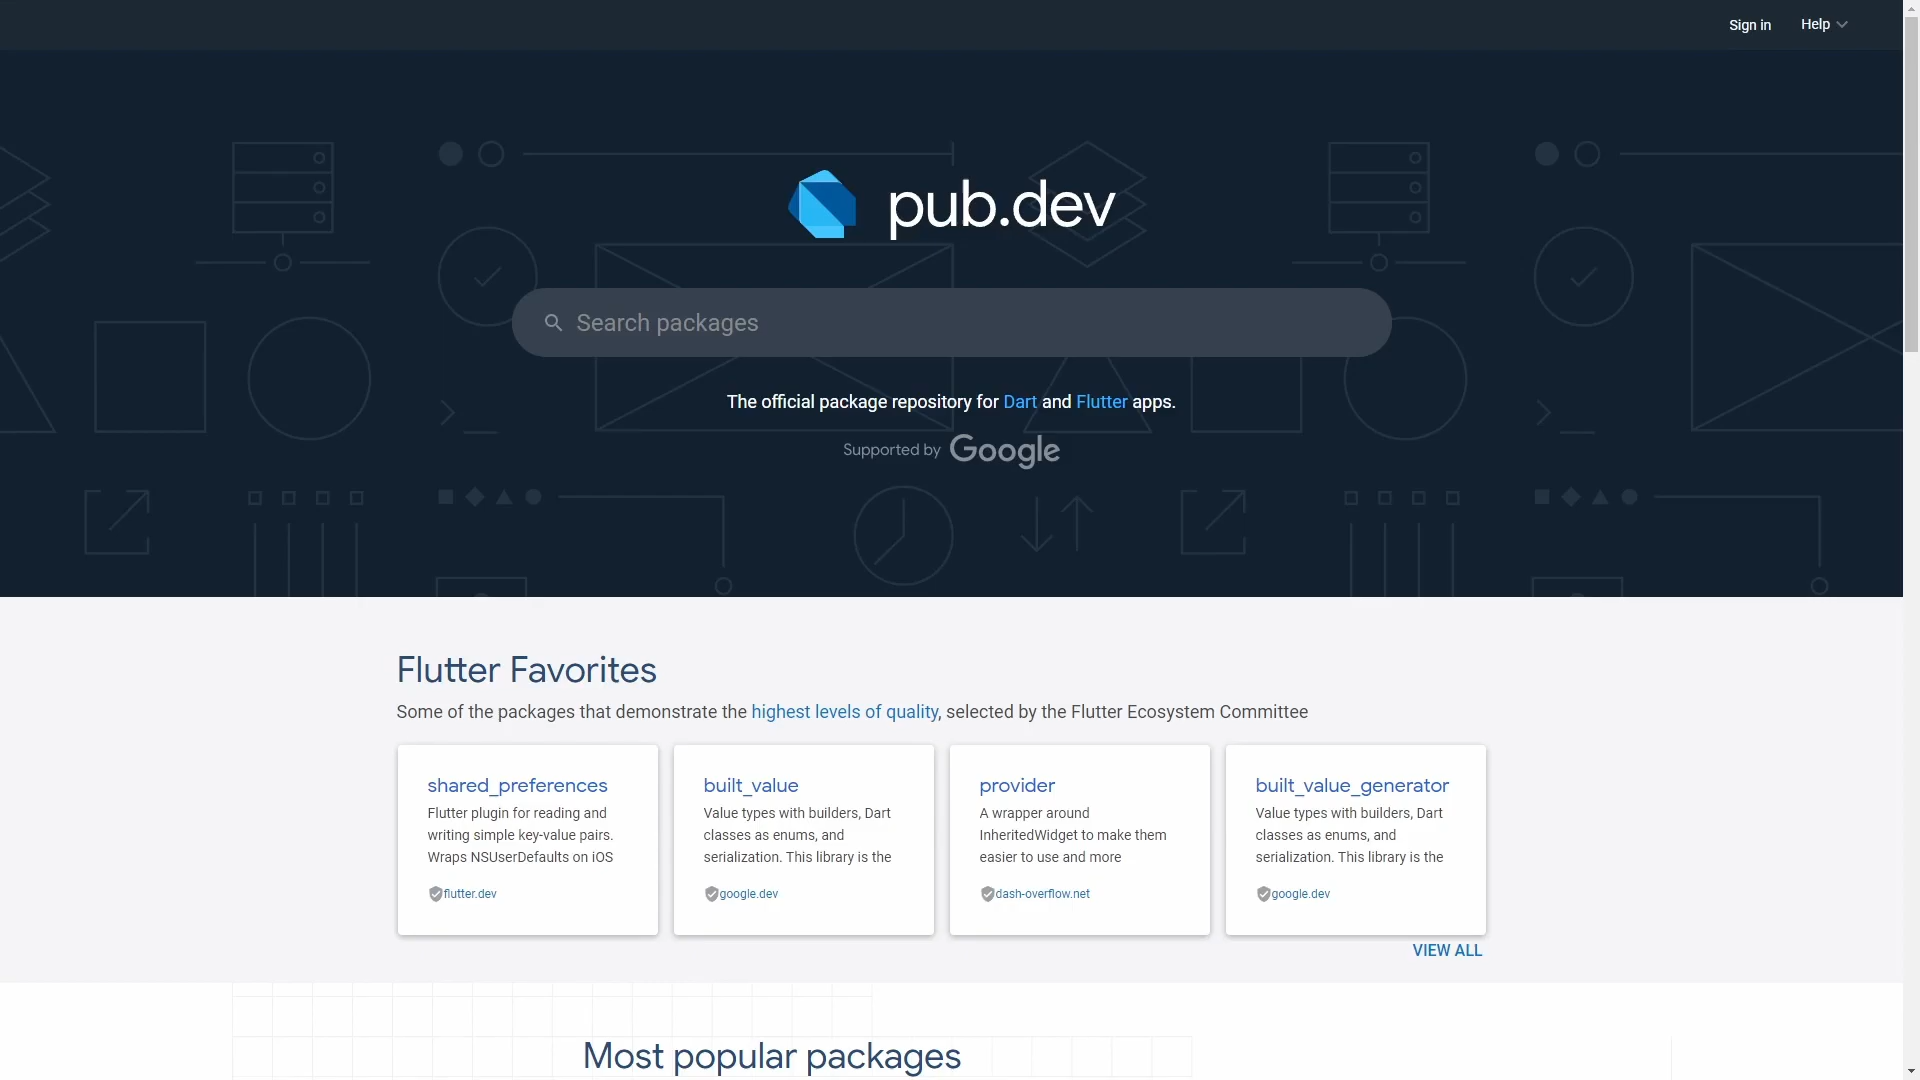 Sign in
Help
pub.dev
Search packages
The official package repository for Dart and Flutter apps.
Supported by Google
Flutter Favorites
Some of the packages that demonstrate the highest levels of quality, selected by the Flutter Ecosystem Committee
shared_preferences
Flutter plugin for reading and
writing simple key-value pairs.
Wraps NSUserDefaults on iOS
flutter.dev
built_value
Value types with builders, Dart
classes as enums, and
serialization. This library is the
google.dev
provider
A wrapper around
InheritedWidget to make them
easier to use and more
dash-overflow.net
built_value_generator
Value types with builders, Dart
classes as enums, and
serialization. This library is the
google.dev
VIEW ALL
Most popular packages